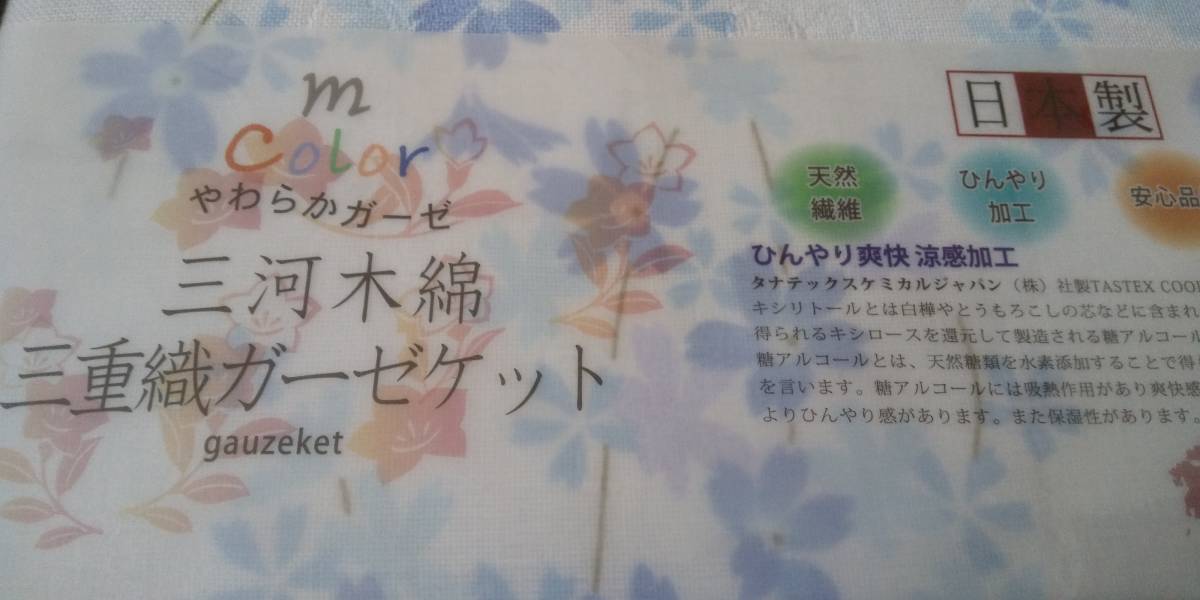 m
Color
やわらかガーゼ
三河木綿
三重織ガーゼケット
gauzeket
日本製
天然
繊維
ひんやり
加工
安心品
ひんやり爽快 涼感加工
タナテックスケミカルジャパン（株）社製TASTEX COO
キシリトールとは白樺やとうもろこしの芯などに含まれ
得られるキシロースを還元して製造される糖アルコール
糖アルコールとは、天然糖類を水素添加することで得
を言います。糖アルコールには吸熱作用があり爽快感
よりひんやり感があります。また保湿性があります。